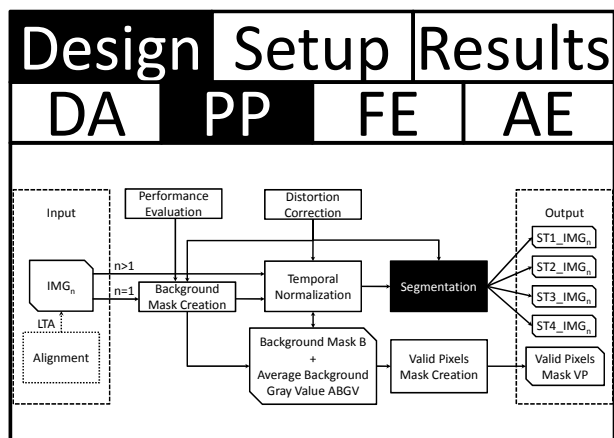 Design Setup Results
DA PP FE AE
Performance
Evaluation
Distortion
Correction
Input
Output
IMGn
n>1
n=1
Background
Mask Creation
Temporal
Normalization
Segmentation
ST1_IMGn
ST2_IMGn
ST3_IMGn
ST4_IMGn
LTA
Alignment
Background Mask B
+
Average Background
Gray Value ABGV
Valid Pixels
Mask Creation
Valid Pixels
Mask VP